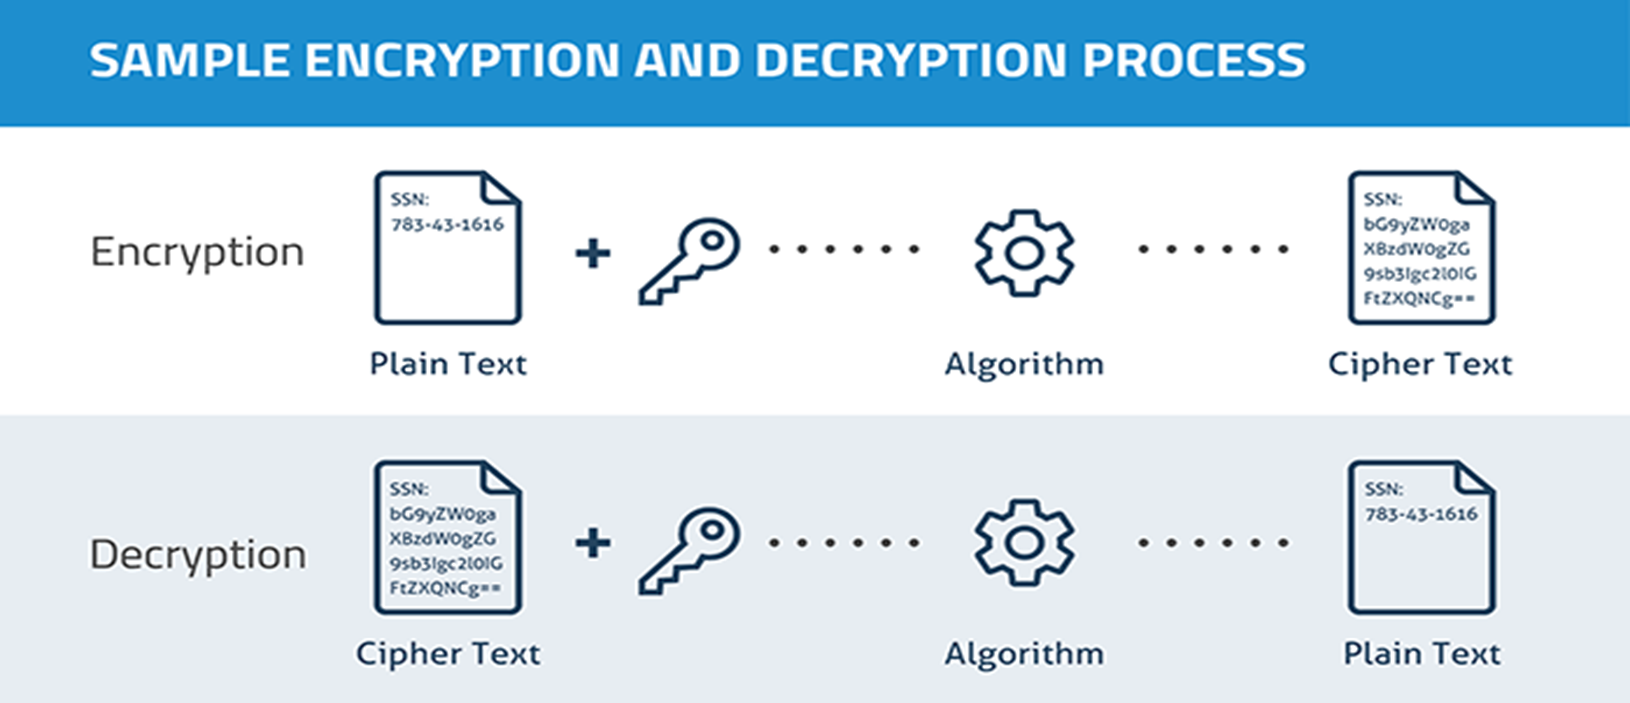 SAMPLE ENCRYPTION AND DECRYPTION PROCESS
Encryption
SSN:
783-43-1616
+
Plain Text
Algorithm
SSN:
bG9yZW0ga
XBzdW0gZG
9sb3Igc2l0IG
FtZXQNCg==
Cipher Text
Decryption
SSN:
bG9yZW0ga
XBzdW0gZG
9sb3Igc2l0IG
FtZXQNCg==
+
Cipher Text
Algorithm
SSN:
783-43-1616
Plain Text